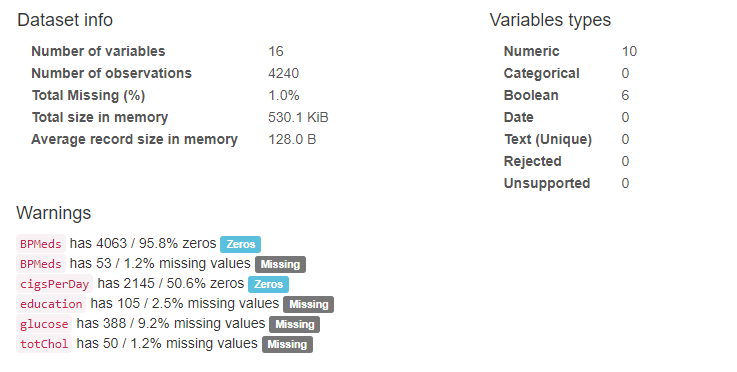 Dataset info
Number of variables 16
Number of observations 4240
Total Missing (%) 1.0%
Total size in memory 530.1 KiB
Average record size in memory 128.0 B
Variables types
Numeric 10
Categorical 0
Boolean 6
Date 0
Text (Unique) 0
Rejected 0
Unsupported 0
Warnings
BPMeds has 4063 / 95.8% zeros Zeros
BPMeds has 53 / 1.2% missing values Missing
cigsPerDay has 2145 / 50.6% zeros Zeros
education has 105 / 2.5% missing values Missing
glucose has 388 / 9.2% missing values Missing
totChol has 50 / 1.2% missing values Missing